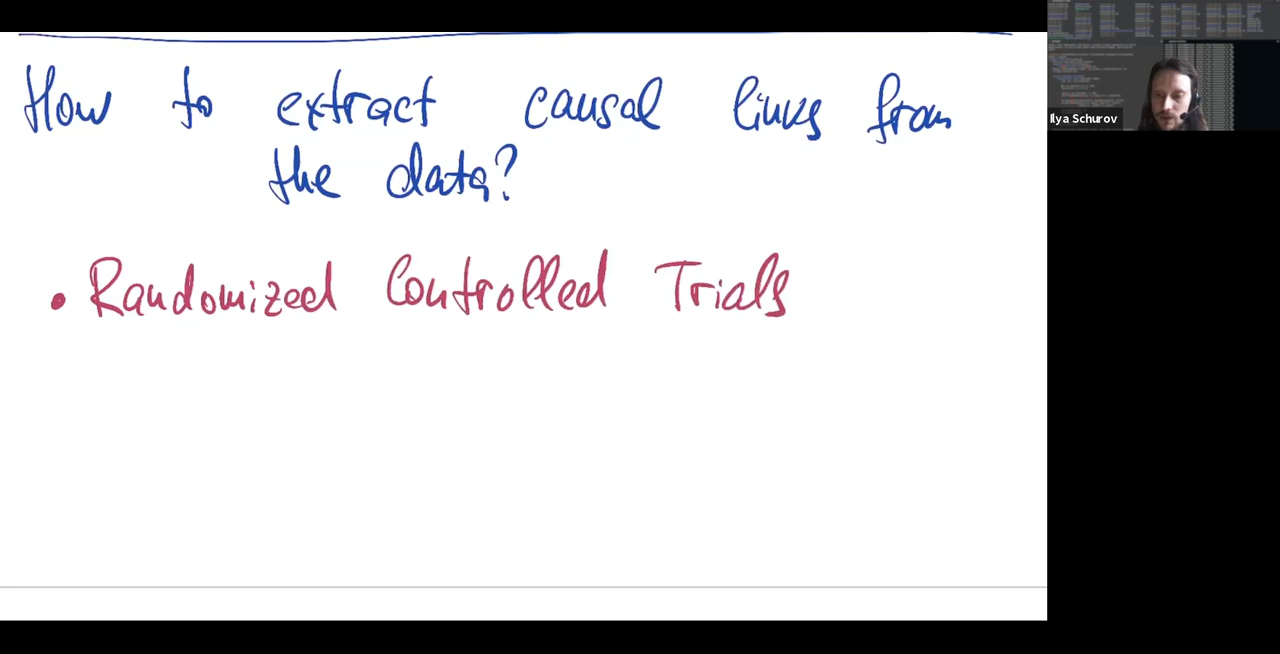 How to extract causal links from
the data?
• Randomized Controlled Trials
Ilya Schurov